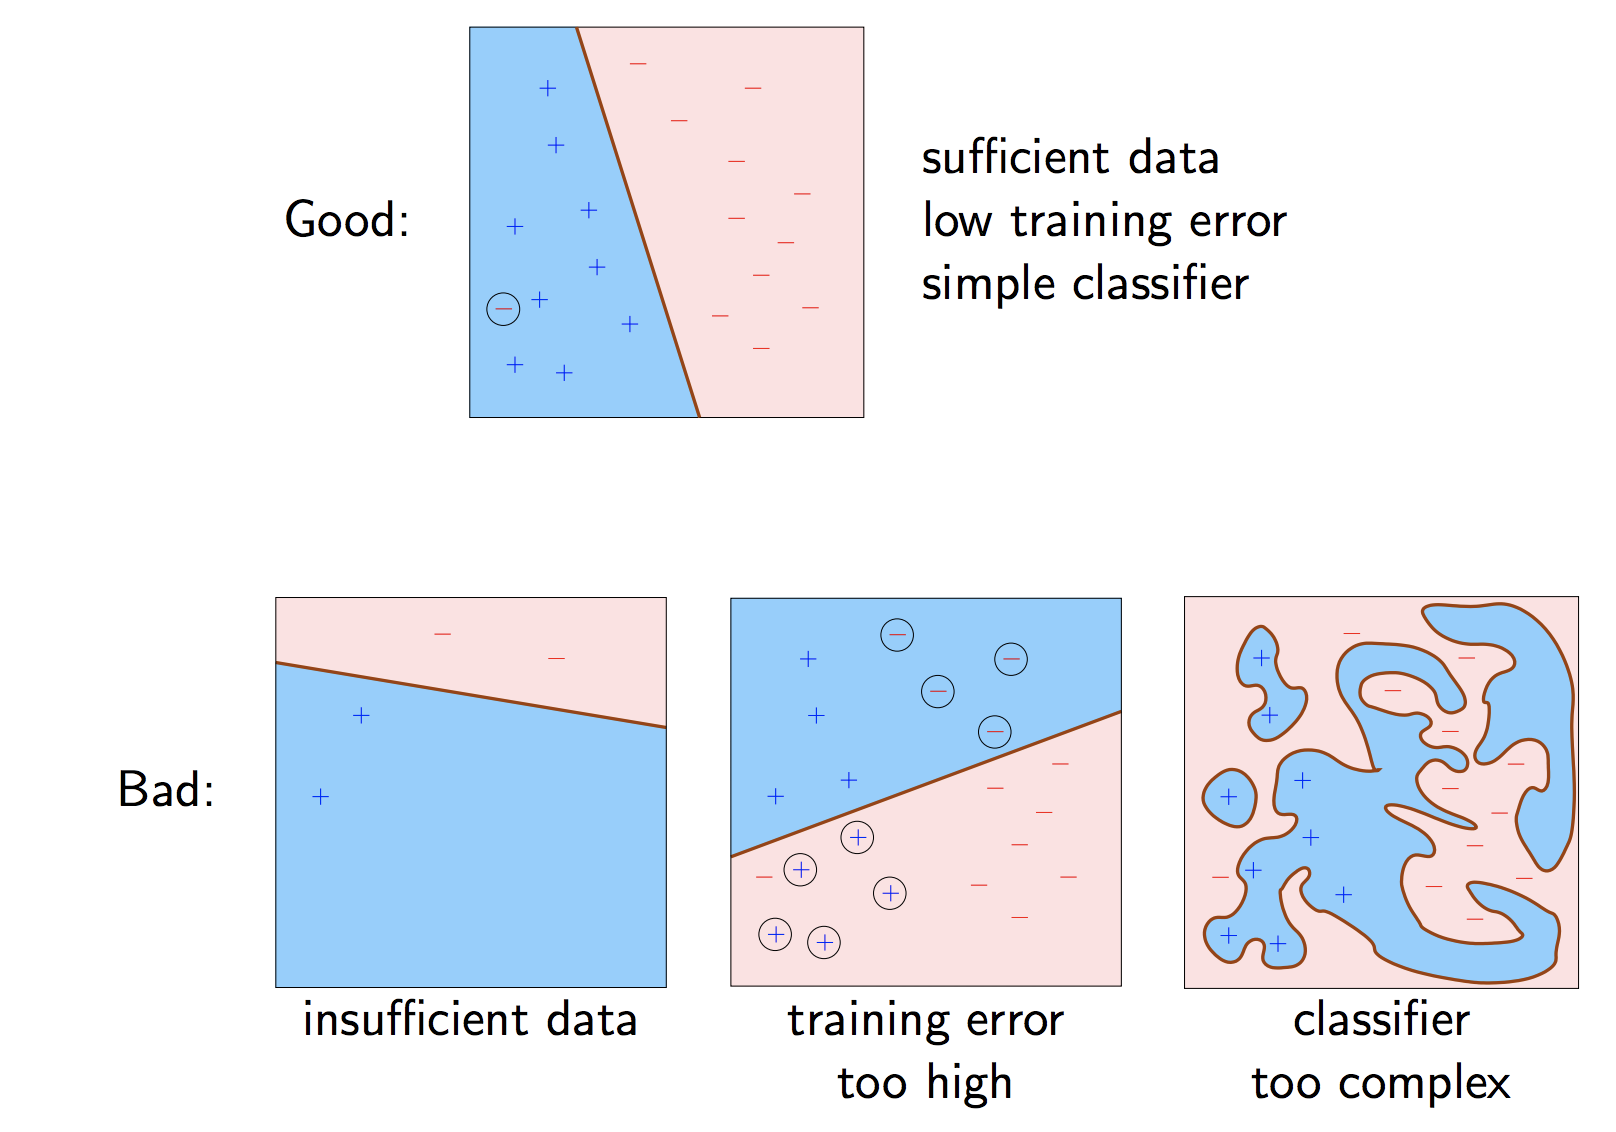 Good:
sufficient data
low training error
simple classifier
Bad:
insufficient data
training error
too high
classifier
too complex